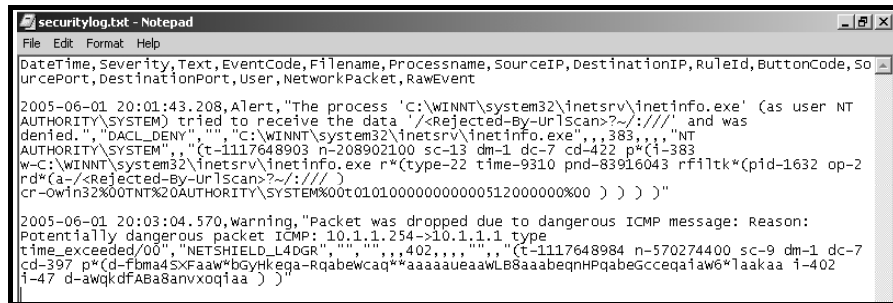 securitylog.txt - Notepad
File Edit Format Help
DateTime,Severity,Text,EventCode,Filename,Processname,SourceIP,DestinationIP,RuleId,ButtonCode,So
urcePort,DestinationPort,User,NetworkPacket,RawEvent
2005-06-01 20:01:43.208,Alert,"The process 'C:\WINNT\system32\inetsrv\inetinfo.exe' (as user NT
AUTHORITY\SYSTEM) tried to receive the data '/<Rejected-By-UrlScan>?~/:///' and was
denied.","DACL_DENY","","C:\WINNT\system32\inetsrv\inetinfo.exe",,,383,,,,"NT
AUTHORITY\SYSTEM",,"(t-1117648903 n-208902100 sc-13 dm-1 dc-7 cd-422 p*(i-383
w-C:\WINNT\system32\inetsrv\inetinfo.exe r*(type-22 time-9310 pnd-83916043 rfiltk*(pid-1632 op-2
rd*(a-/<Rejected-By-UrlScan>?~/:/// )
cr-Owin32%00TNT%20AUTHORITY\SYSTEM%00t010100000000000512000000%00 ) ) ) )"
2005-06-01 20:03:04.570,Warning,"Packet was dropped due to dangerous ICMP message: Reason:
Potentially dangerous packet ICMP: 10.1.1.254->10.1.1.1 type
time_exceeded/00","NETSHIELD_L4DGR","","",,,402,,,,"",,"(t-1117648984 n-570274400 sc-9 dm-1 dc-7
cd-397 p*(d-fbma4SXFaaW*bGyHkeqa-RqabeWcaq**aaaaaueaaWLB8aaabeqnHPqabeGcceqaiaW6*laakaa i-402
i-47 d-aWqkdfABa8anvxoqiaa ) )"